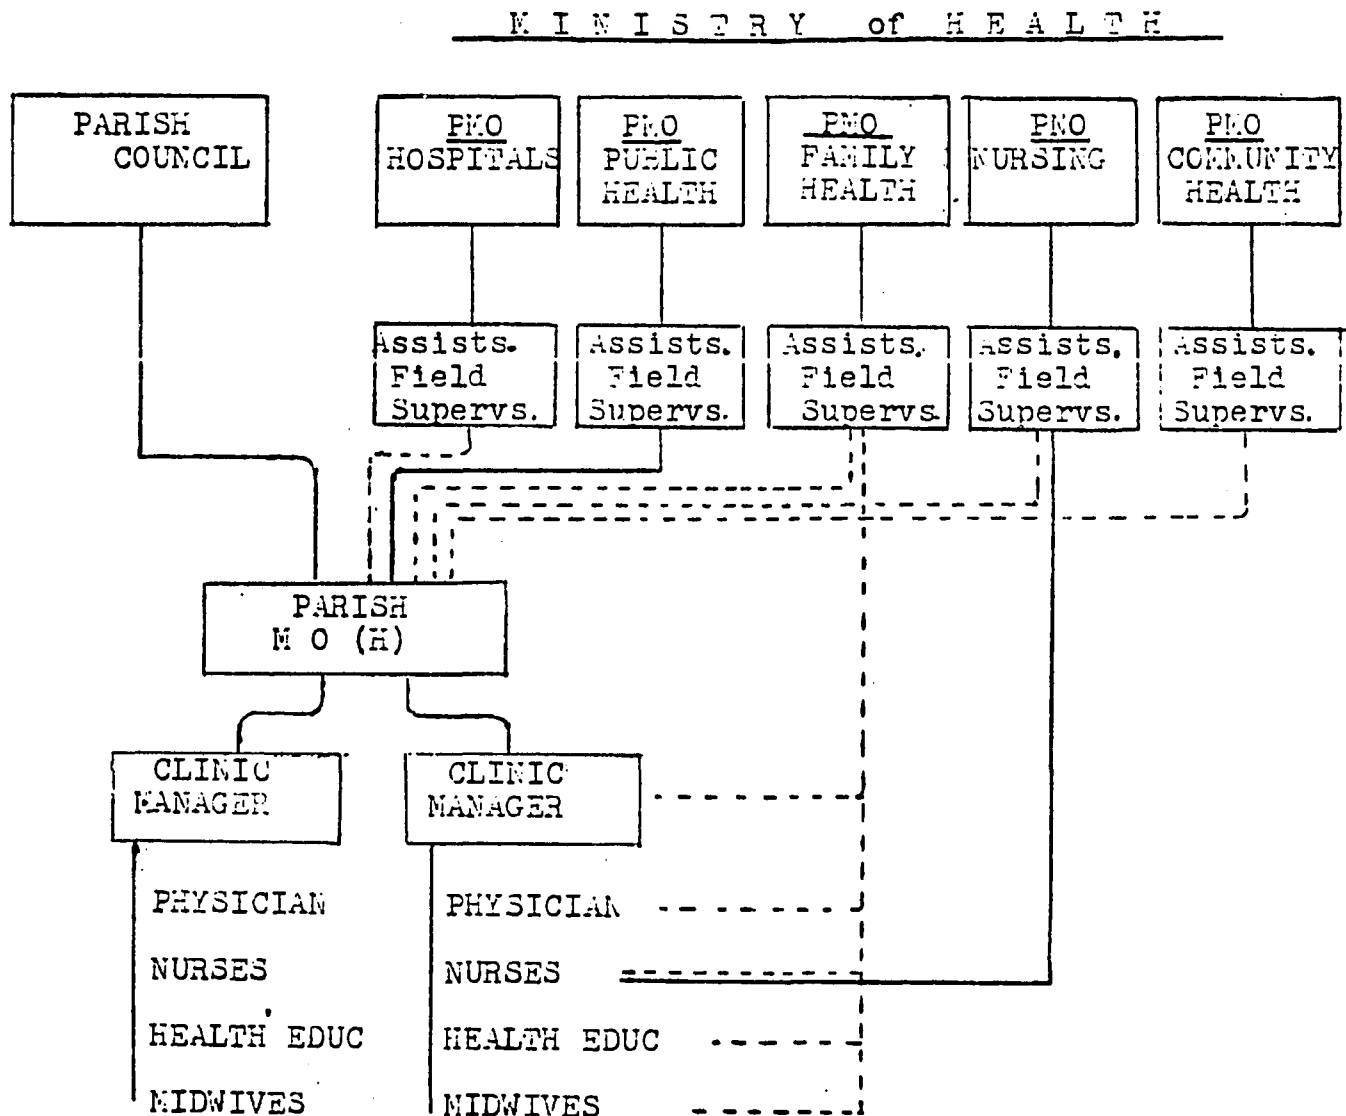 MINISTRY of HEALTH
PARISH
COUNCIL
PMO
HOSPITALS
PMO
PUBLIC
HEALTH
PMO
FAMILY
HEALTH
PNO
NURSING
PMO
COMMUNITY
HEALTH
Assists.
Field
Supervs.
Assists.
Field
Supervs.
Assists.
Field
Supervs.
Assists.
Field
Supervs.
Assists.
Field
Supervs.
PARISH
M O (H)
CLINIC
MANAGER
CLINIC
MANAGER
PHYSICIAN
NURSES
HEALTH EDUC
MIDWIVES
PHYSICIAN
NURSES
HEALTH EDUC
MIDWIVES